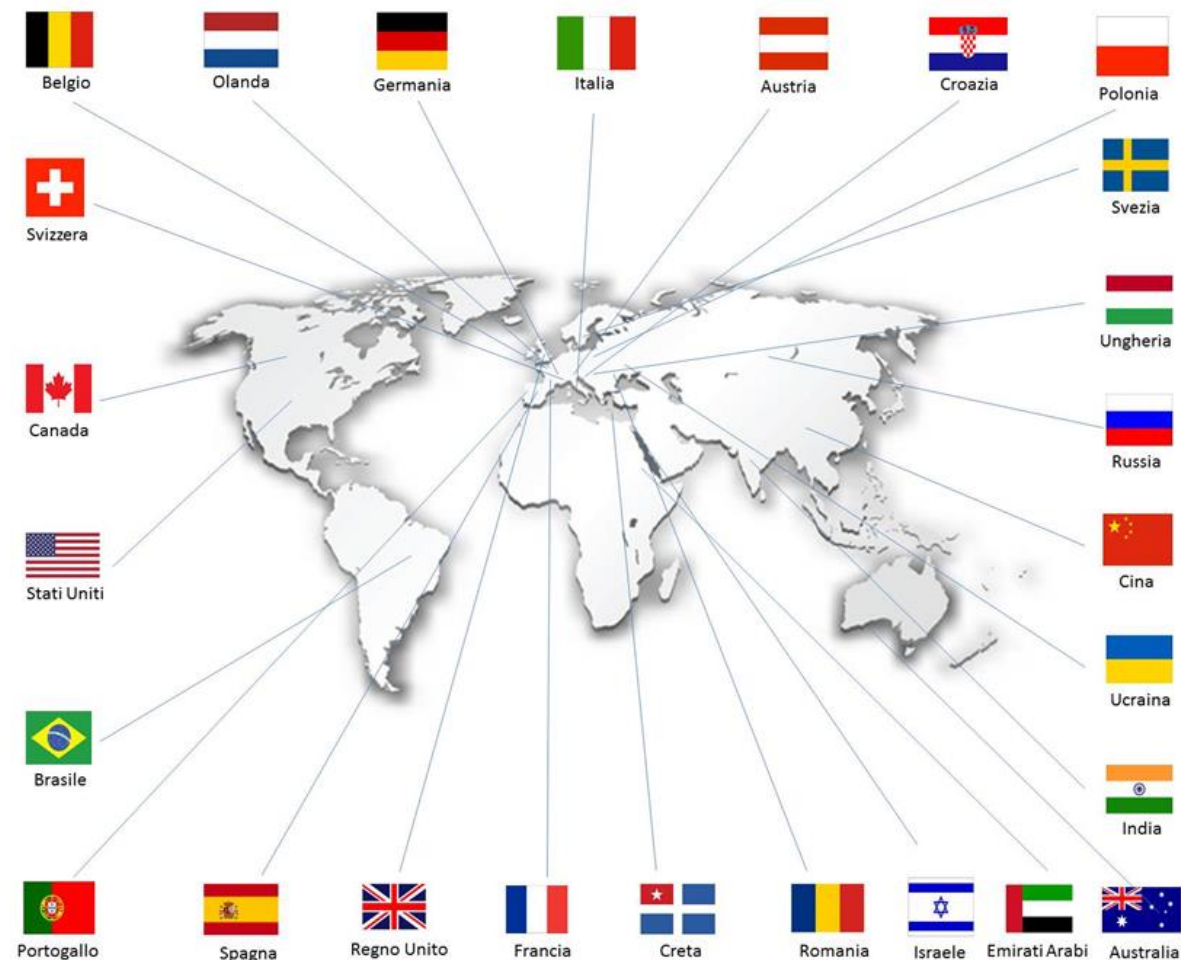 Belgio
Olanda
Germania
Italia
Austria
Croazia
Polonia
Svizzera
Svezia
Ungheria
Canada
Russia
Stati Uniti
Cina
Ucraina
Brasile
India
Portogallo
Spagna
Regno Unito
Francia
Creta
Romania
Israele
Emirati Arabi
Australia